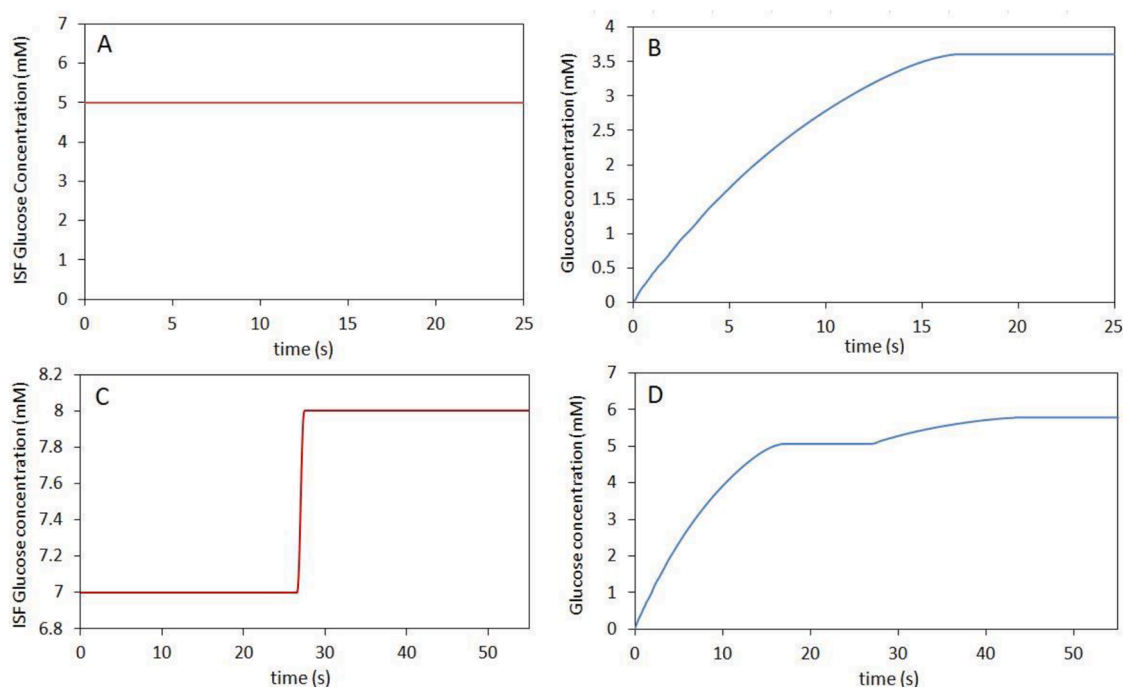 A
ISF Glucose Concentration (mM)
7
6
5
4
3
2
1
0
0 5 10 15 20 25
time (s)
B
Glucose concentration (mM)
4
3.5
3
2.5
2
1.5
1
0.5
0
0 5 10 15 20 25
time (s)
C
ISF Glucose concentration (mM)
8.2
8
7.8
7.6
7.4
7.2
7
6.8
0 10 20 30 40 50
time (s)
D
Glucose concentration (mM)
7
6
5
4
3
2
1
0
0 10 20 30 40 50
time (s)